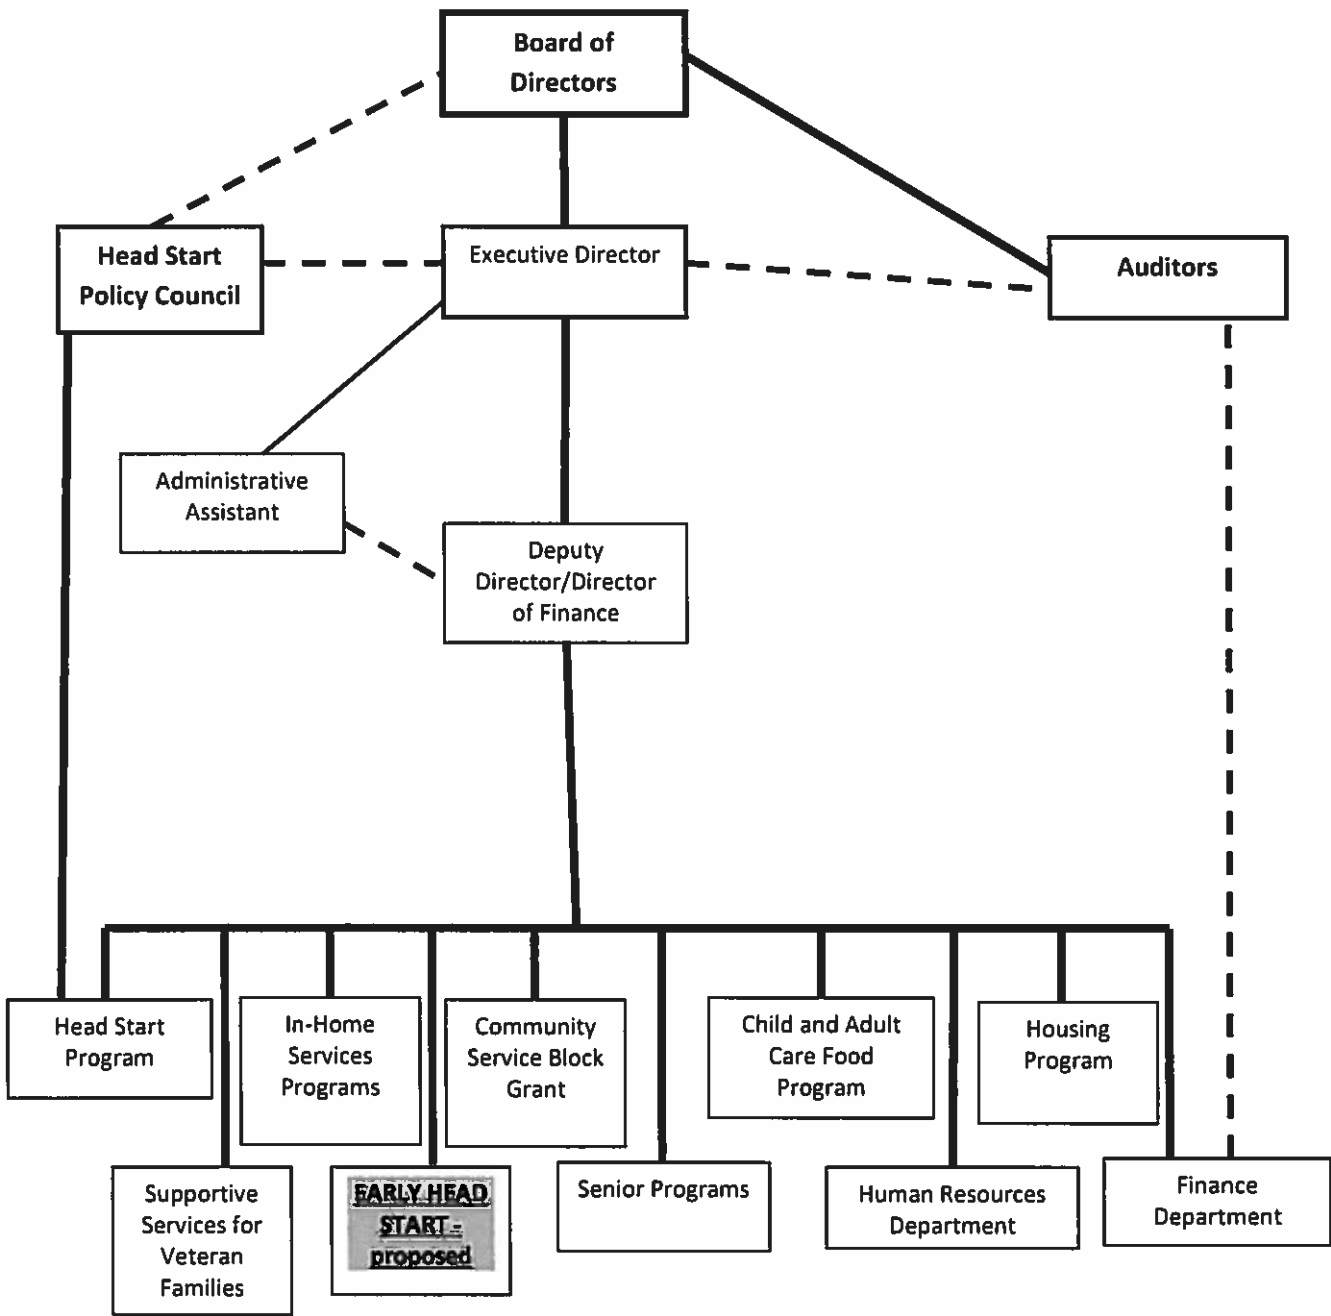 Board of
Directors
Head Start
Policy Council
Executive Director
Auditors
Administrative
Assistant
Deputy
Director/Director
of Finance
Head Start
Program
In-Home
Services
Programs
Community
Service Block
Grant
Child and Adult
Care Food
Program
Housing
Program
Supportive
Services for
Veteran
Families
EARLY HEAD
START -
proposed
Senior Programs
Human Resources
Department
Finance
Department